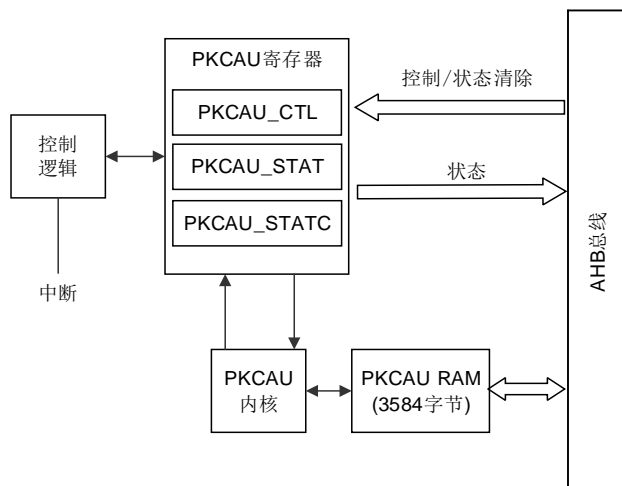 PKCAU寄存器
控制/状态清除
PKCAU_CTL
控制
逻辑
PKCAU_STAT
状态
PKCAU_STATC
AHB总线
中断
PKCAU
内核
PKCAU RAM
(3584字节)